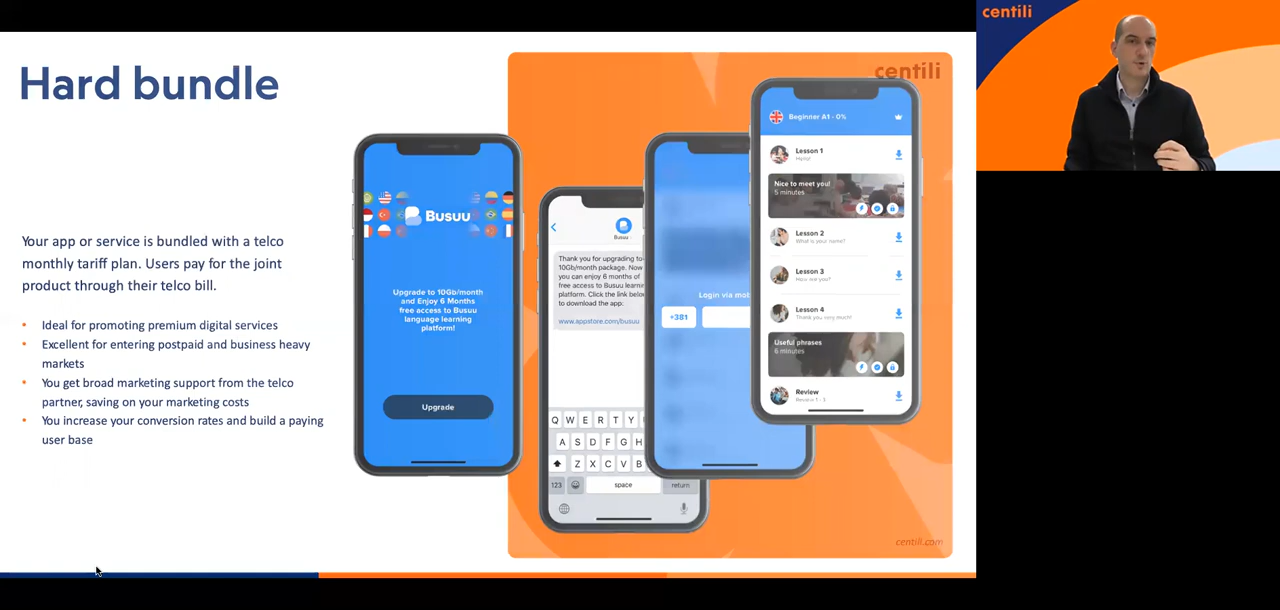 Hard bundle
Your app or service is bundled with a telco
monthly tariff plan. Users pay for the joint
product through their telco bill.
• Ideal for promoting premium digital services
• Excellent for entering postpaid and business heavy
markets
• You get broad marketing support from the telco
partner, saving on your marketing costs
• You increase your conversion rates and build a paying
user base
Busuu
Upgrade to 10Gb/month
and Enjoy 6 Months
free access to Busuu
language learning
platform!
Upgrade
Busuu
Thank you for upgrading to
10Gb/month package. Now
you can enjoy 6 months of
free access to Busuu learni
platform. Click the link below
to download the app:
www.appstore.com/busuu
Q W E R T Y
A S D F G H
Z X C V B
123 space return
Login via mob
+381
centili
Beginner A1 - 0%
Lesson 1
Nice to meet you!
5 minutes
Lesson 2
What is your name?
Lesson 3
How are you?
Lesson 4
Thank you very much!
Useful phrases
6 minutes
Review
centili.com
centili